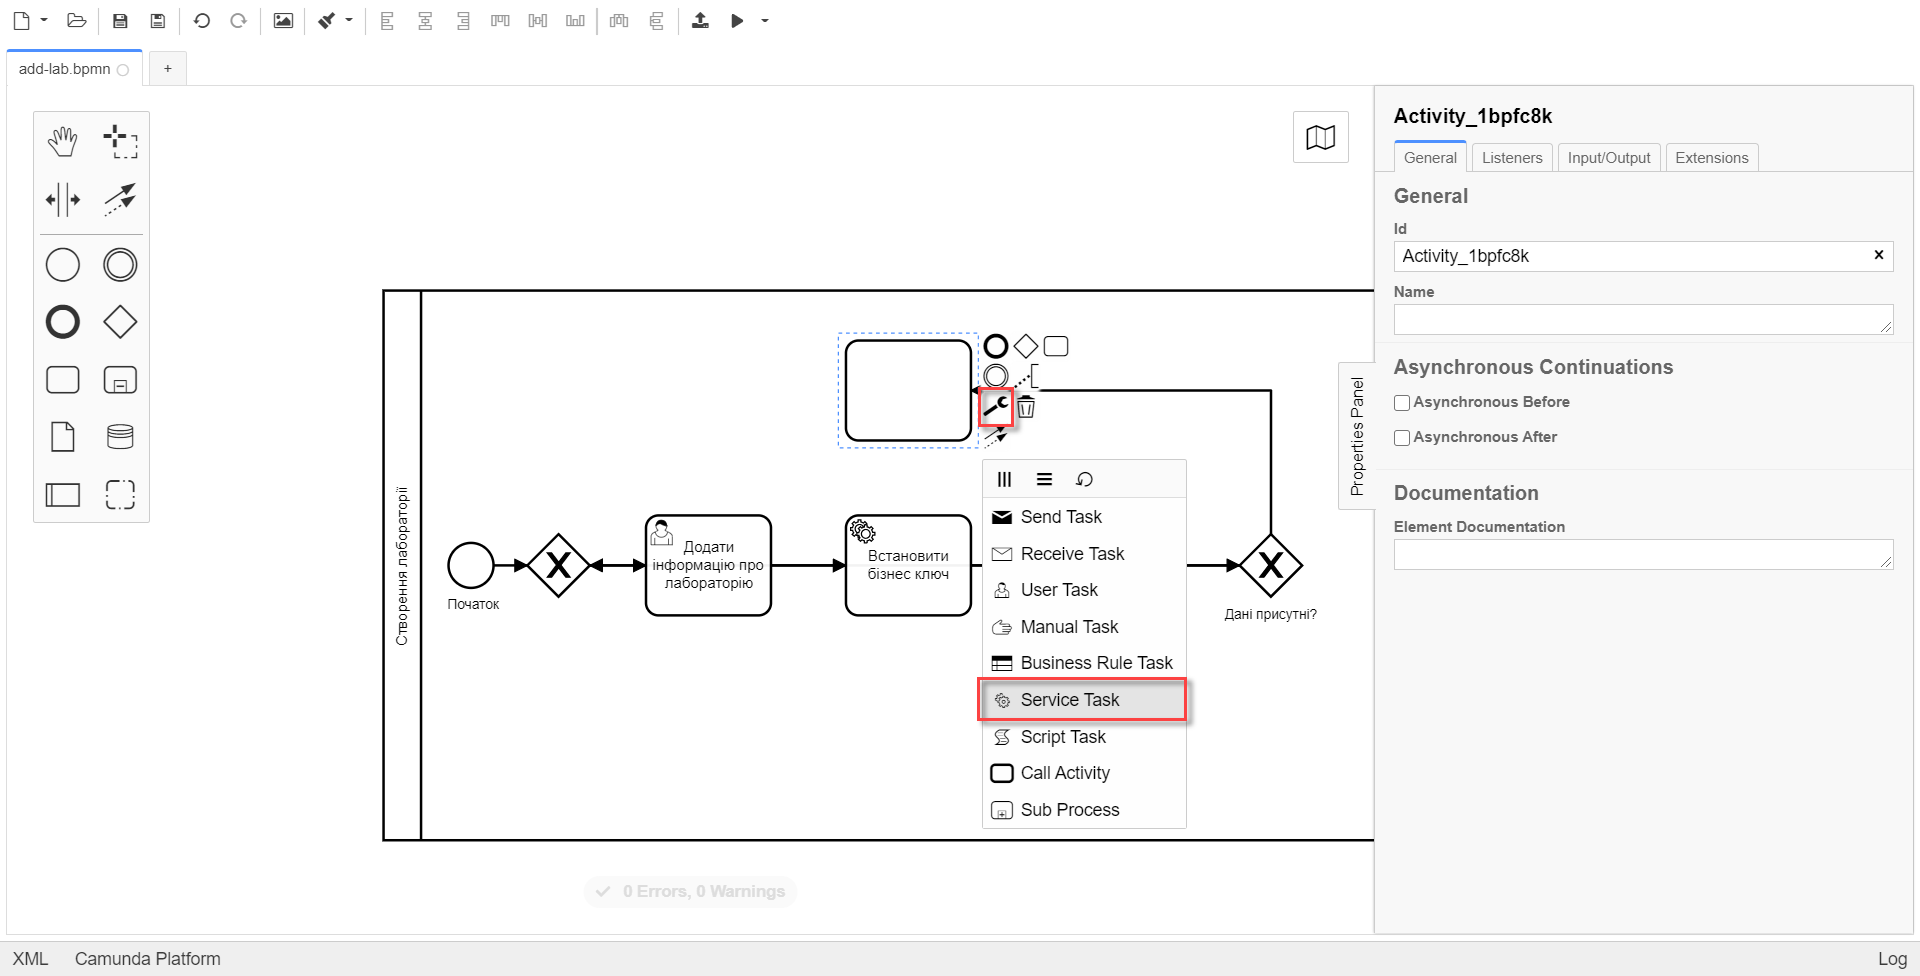 add-lab.bpmn
+
Створення лабораторії
Початок
Додати
інформацію про
лабораторію
Встановити
бізнес ключ
Дані присутні?
Send Task
Receive Task
User Task
Manual Task
Business Rule Task
Service Task
Script Task
Call Activity
Sub Process
0 Errors, 0 Warnings
Properties Panel
Activity_1bpfc8k
General
Listeners
Input/Output
Extensions
General
Id
Activity_1bpfc8k
Name
Asynchronous Continuations
Asynchronous Before
Asynchronous After
Documentation
Element Documentation
XML
Camunda Platform
Log